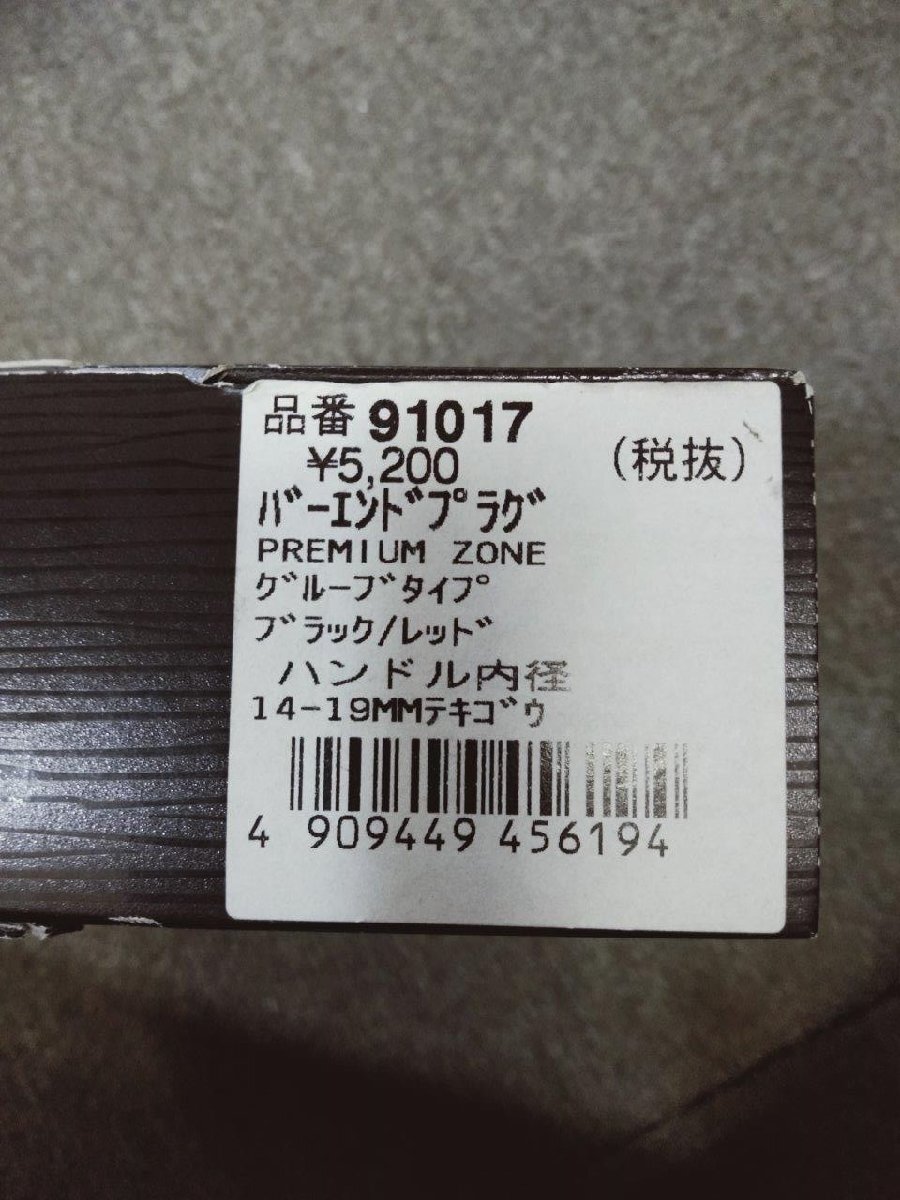 品番 91017
¥5,200 (税抜)
ﾊﾞｰｴﾝﾄﾞﾌﾟﾗｸﾞ
PREMIUM ZONE
ｸﾞﾙｰﾌﾞﾀｲﾌﾟ
ﾌﾞﾗｯｸ/ﾚｯﾄﾞ
ハンドル内径
14-19MMﾃｷｺﾞｳ
4 909449 456194